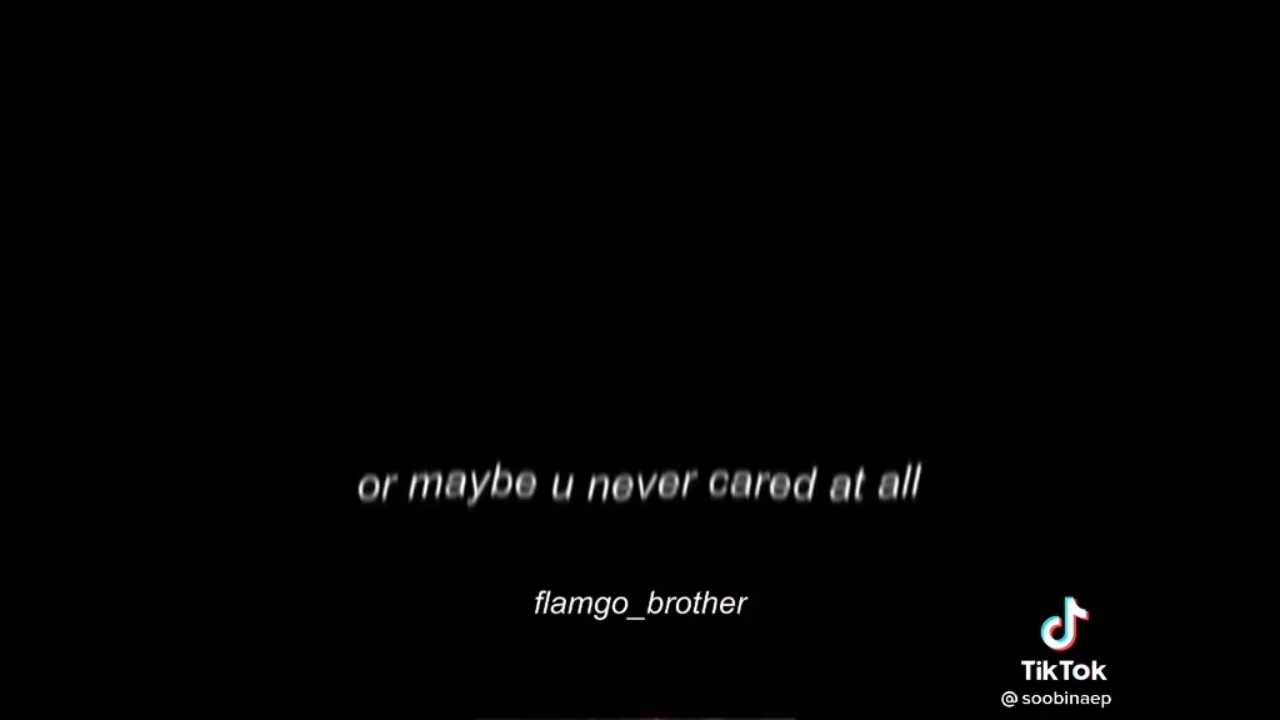 or maybe u never cared at all
flamgo_brother
TikTok
@soobinaep